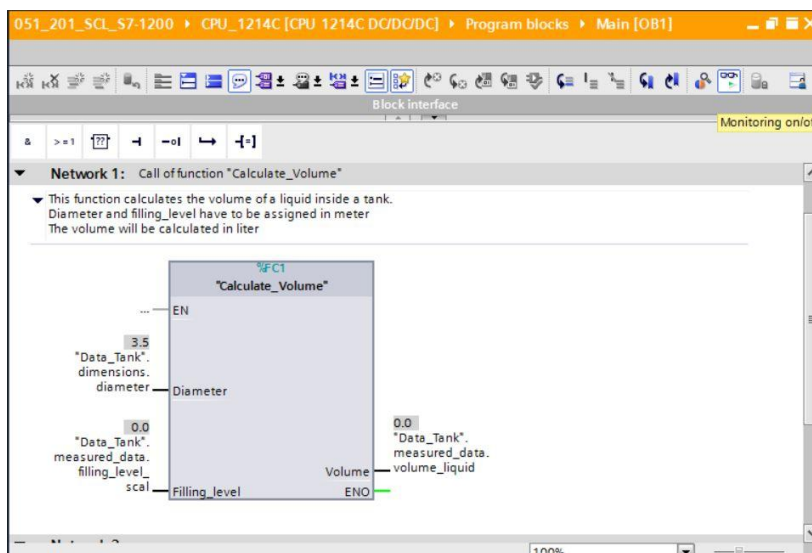 051_201_SCL_S7-1200 ▸ CPU_1214C [CPU 1214C DC/DC/DC] ▸ Program blocks ▸ Main [OB1]
Block interface
Monitoring on/of
& >=1 ??
Network 1: Call of function "Calculate_Volume"
This function calculates the volume of a liquid inside a tank.
Diameter and filling_level have to be assigned in meter
The volume will be calculated in liter
%FC1
"Calculate_Volume"
... EN
3.5
"Data_Tank".
dimensions.
diameter
Diameter
0.0
"Data_Tank".
measured_data.
filling_level_
scal
Filling_level
0.0
"Data_Tank".
measured_data.
volume_liquid
Volume
ENO
100%